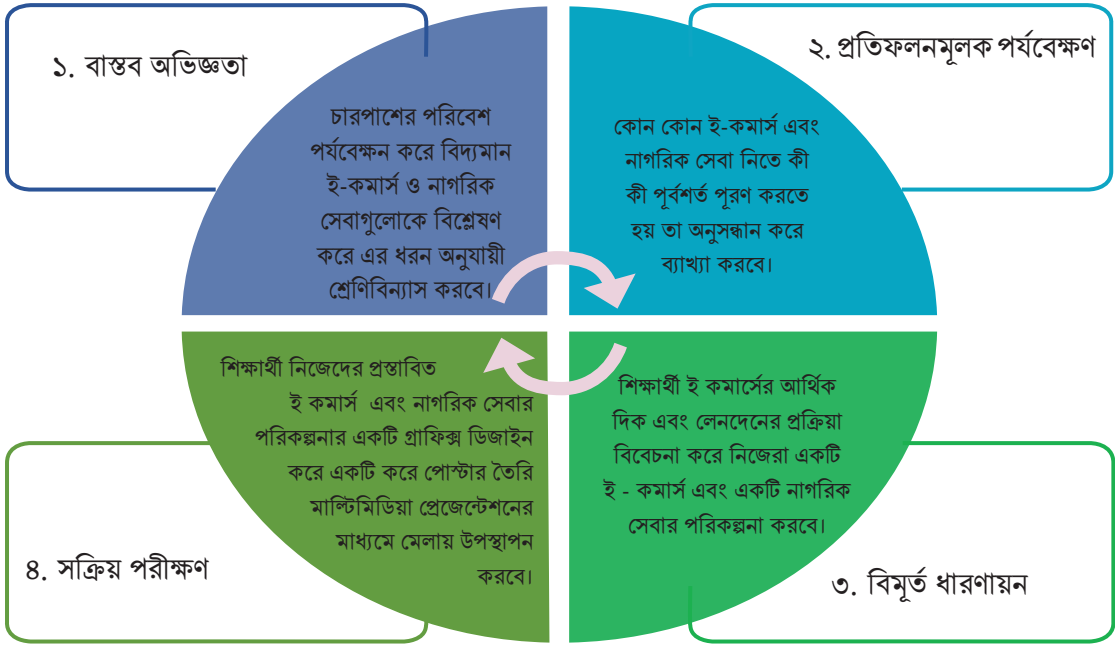 ১. বাস্তব অভিজ্ঞতা
চারপাশের পরিবেশ
পর্যবেক্ষন করে বিদ্যমান
ই-কমার্স ও নাগরিক
সেবাগুলোকে বিশ্লেষণ
করে এর ধরন অনুযায়ী
শ্রেণিবিন্যাস করবে।
২. প্রতিফলনমূলক পর্যবেক্ষণ
কোন কোন ই-কমার্স এবং
নাগরিক সেবা নিতে কী
কী পূর্বশর্ত পূরণ করতে
হয় তা অনুসন্ধান করে
ব্যাখ্যা করবে।
শিক্ষার্থী ই কমার্সের আর্থিক
দিক এবং লেনদেনের প্রক্রিয়া
বিবেচনা করে নিজেরা একটি
ই - কমার্স এবং একটি নাগরিক
সেবার পরিকল্পনা করবে।
৩. বিমূর্ত ধারণায়ন
শিক্ষার্থী নিজেদের প্রস্তাবিত
ই কমার্স এবং নাগরিক সেবার
পরিকল্পনার একটি গ্রাফিক্স ডিজাইন
করে একটি করে পোস্টার তৈরি
মাল্টিমিডিয়া প্রেজেন্টেশনের
মাধ্যমে মেলায় উপস্থাপন
করবে।
৪. সক্রিয় পরীক্ষণ